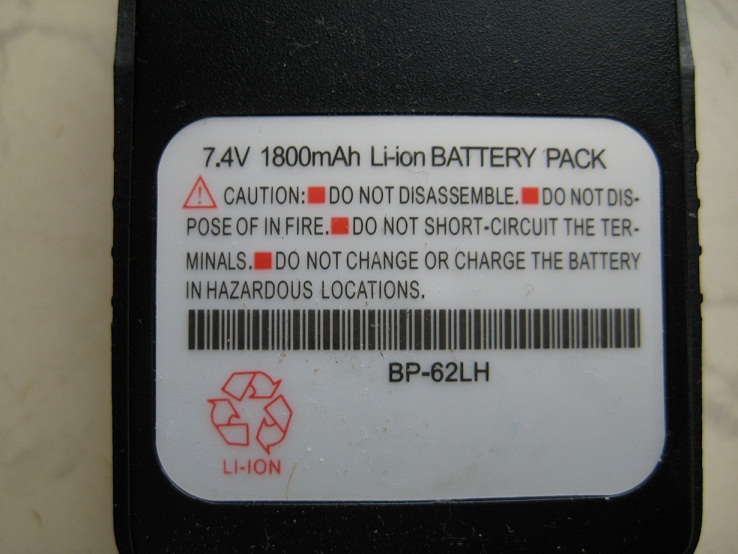 7.4V 1800mAh Li-ion BATTERY PACK
CAUTION:■DO NOT DISASSEMBLE.■DO NOT DIS-
POSE OF IN FIRE.■DO NOT SHORT-CIRCUIT THE TER-
MINALS.■DO NOT CHANGE OR CHARGE THE BATTERY
IN HAZARDOUS LOCATIONS.
BP-62LH
LI-ION